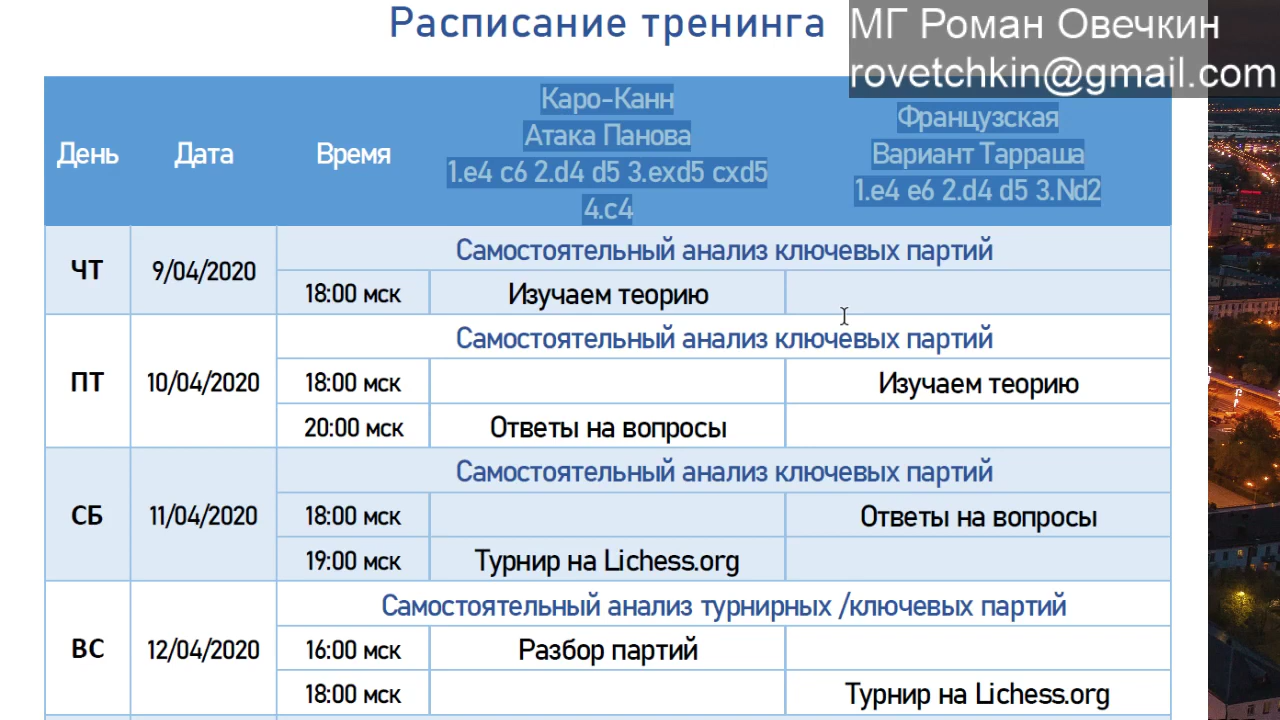 Расписание тренинга
МГ Роман Овечкин
rovetchkin@gmail.com
День
Дата
Время
Каро-Канн
Атака Панова
1.e4 c6 2.d4 d5 3.exd5 cxd5
4.c4
Французская
Вариант Тарраша
1.e4 e6 2.d4 d5 3.Nd2
ЧТ
9/04/2020
Самостоятельный анализ ключевых партий
18:00 мск
Изучаем теорию
ПТ
10/04/2020
Самостоятельный анализ ключевых партий
18:00 мск
Изучаем теорию
20:00 мск
Ответы на вопросы
СБ
11/04/2020
Самостоятельный анализ ключевых партий
18:00 мск
Ответы на вопросы
19:00 мск
Турнир на Lichess.org
ВС
12/04/2020
Самостоятельный анализ турнирных /ключевых партий
16:00 мск
Разбор партий
18:00 мск
Турнир на Lichess.org